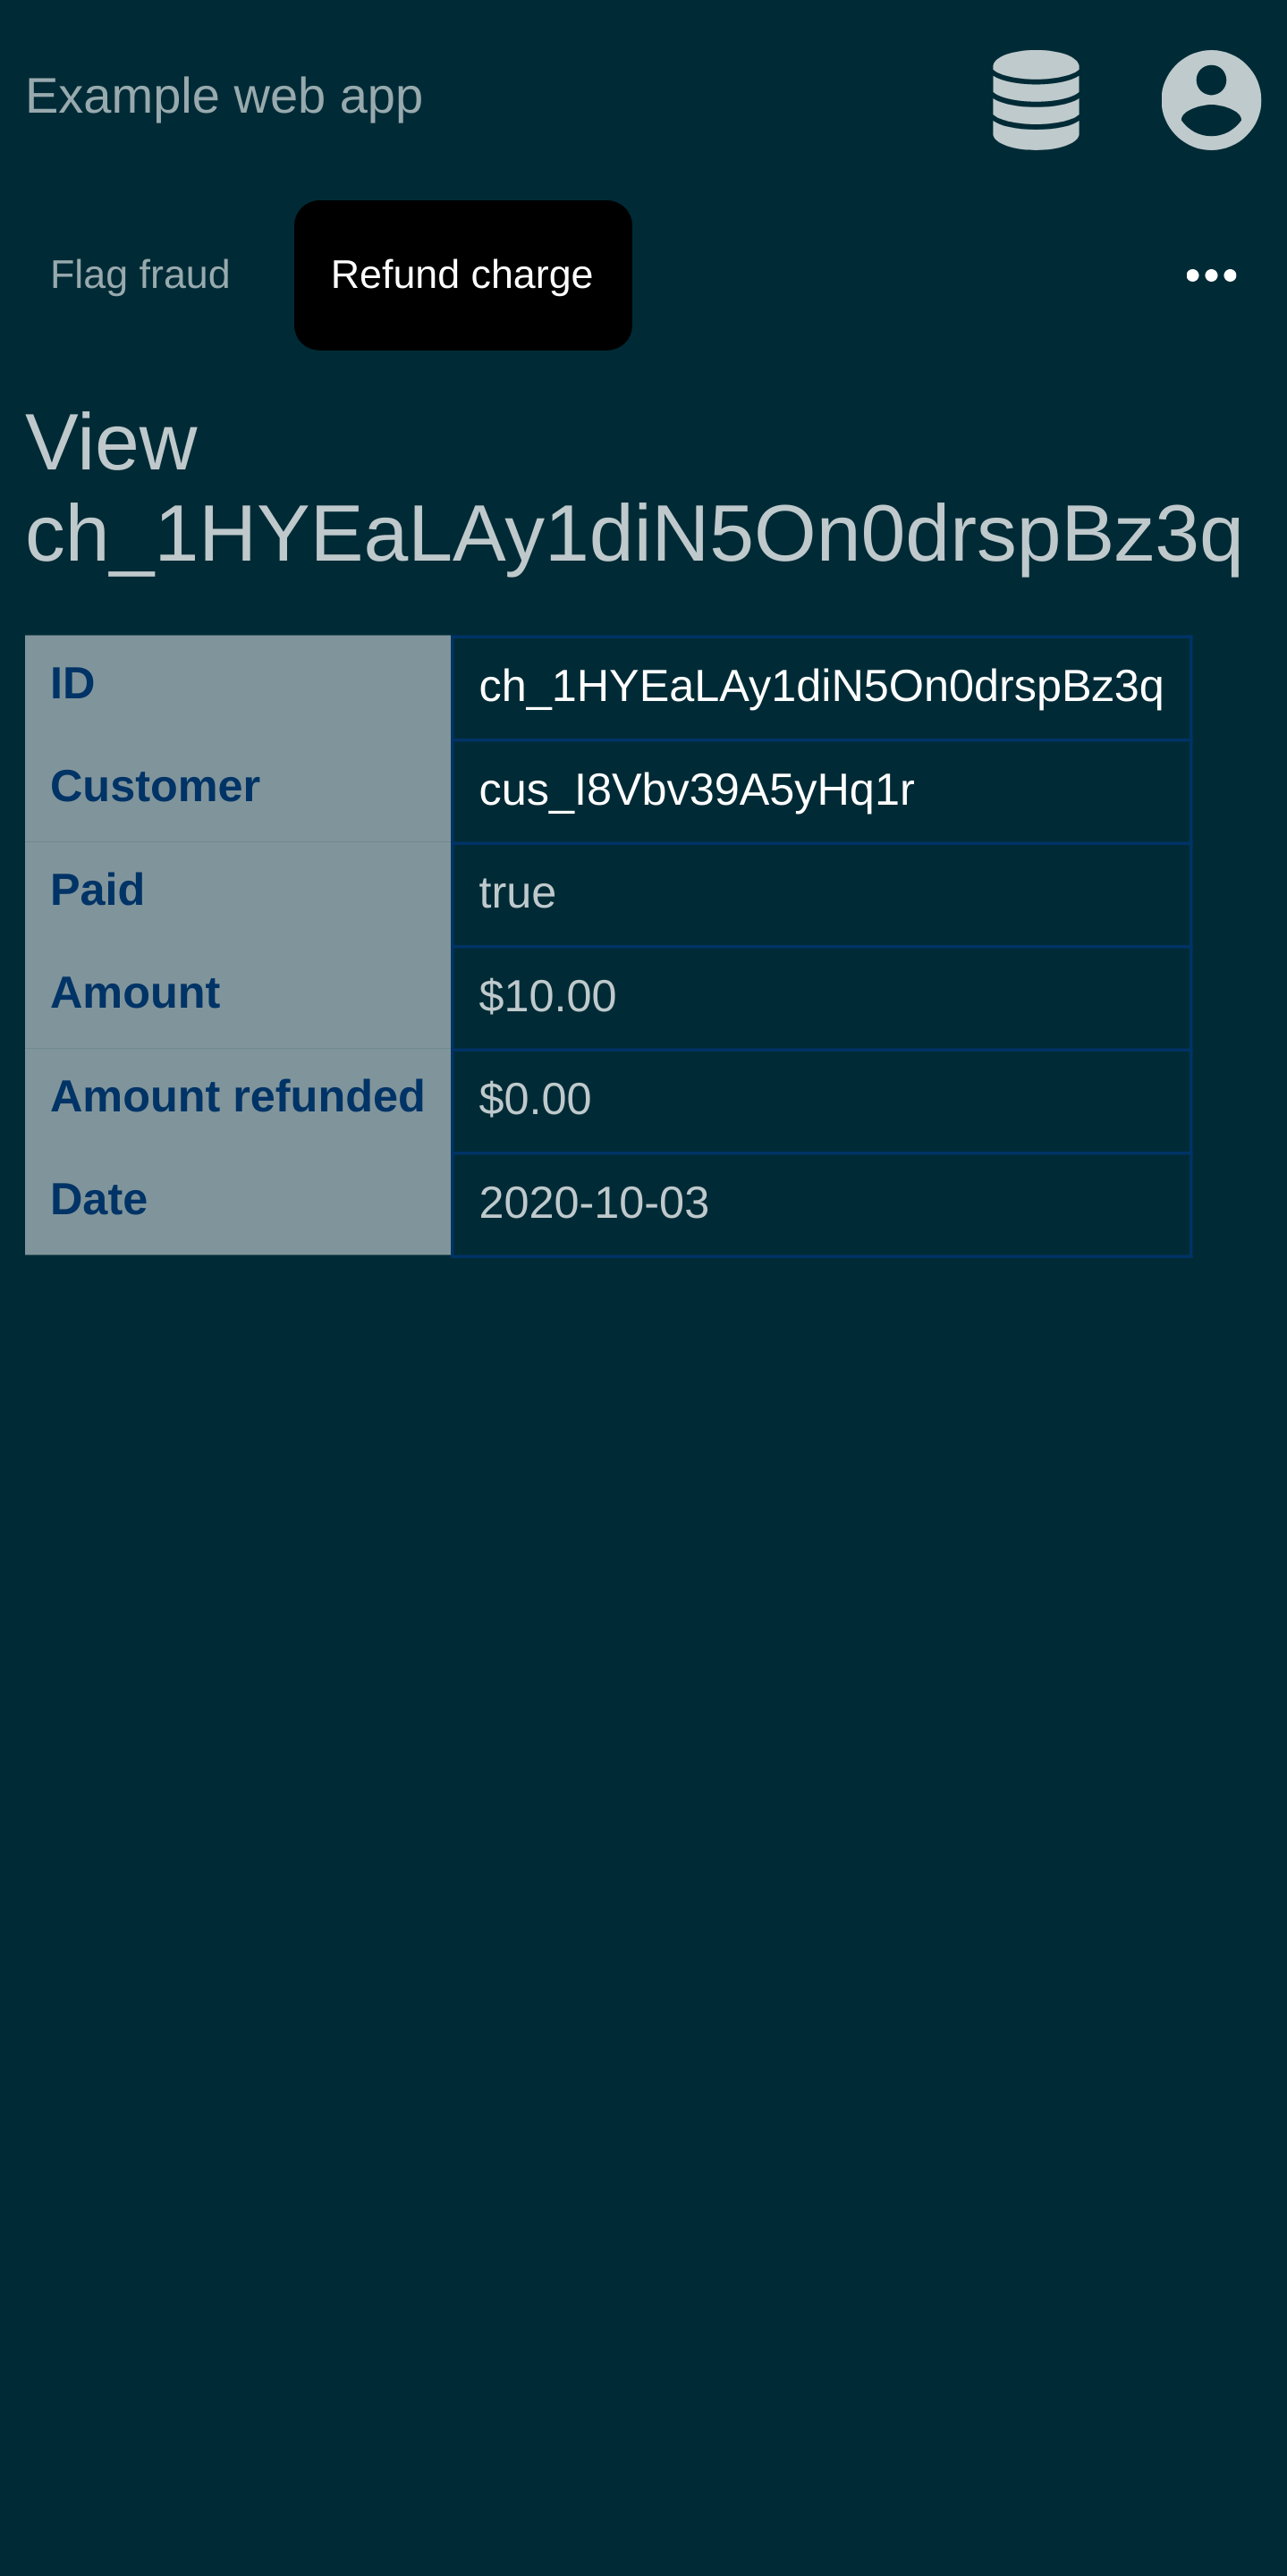 Example web app
Flag fraud Refund charge
View
ch_1HYEaLAy1diN5On0drspBz3q
ID ch_1HYEaLAy1diN5On0drspBz3q
Customer cus_I8Vbv39A5yHq1r
Paid true
Amount $10.00
Amount refunded $0.00
Date 2020-10-03